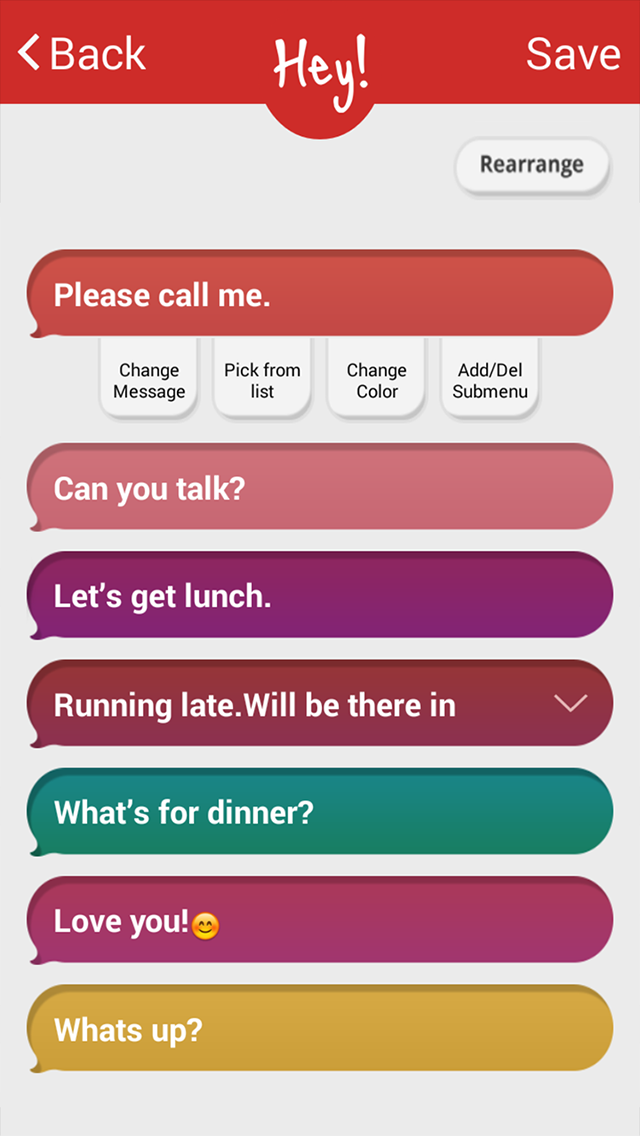 Back
Hey!
Save
Rearrange
Please call me.
Change
Message
Pick from
list
Change
Color
Add/Del
Submenu
Can you talk?
Let's get lunch.
Running late.Will be there in
What's for dinner?
Love you!😊
Whats up?